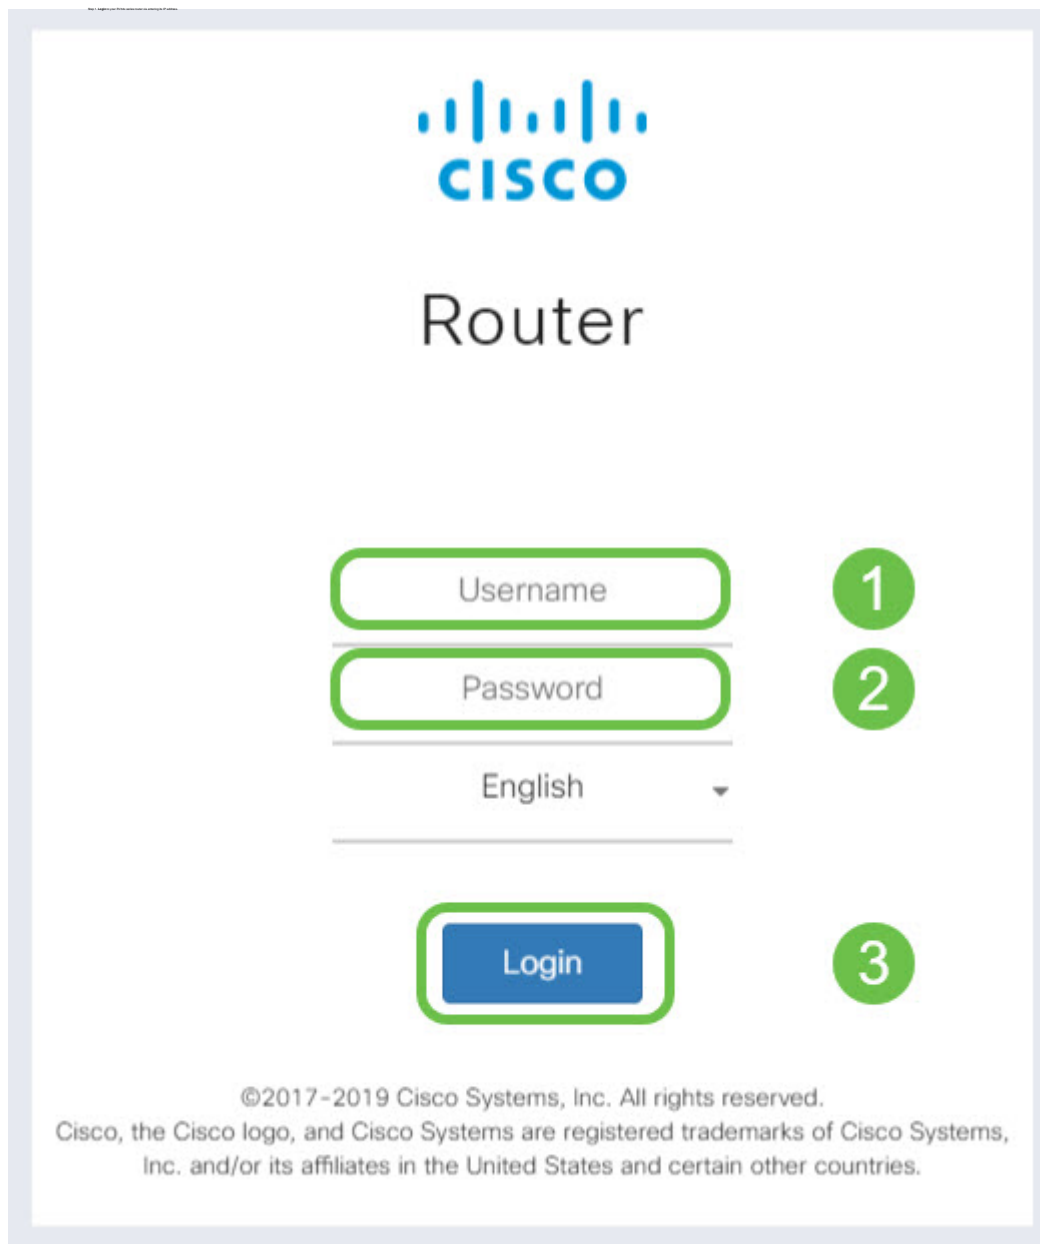 CISCO
Router
Username
1
Password
2
English
Login
3
©2017-2019 Cisco Systems, Inc. All rights reserved.
Cisco, the Cisco logo, and Cisco Systems are registered trademarks of Cisco Systems,
Inc. and/or its affiliates in the United States and certain other countries.